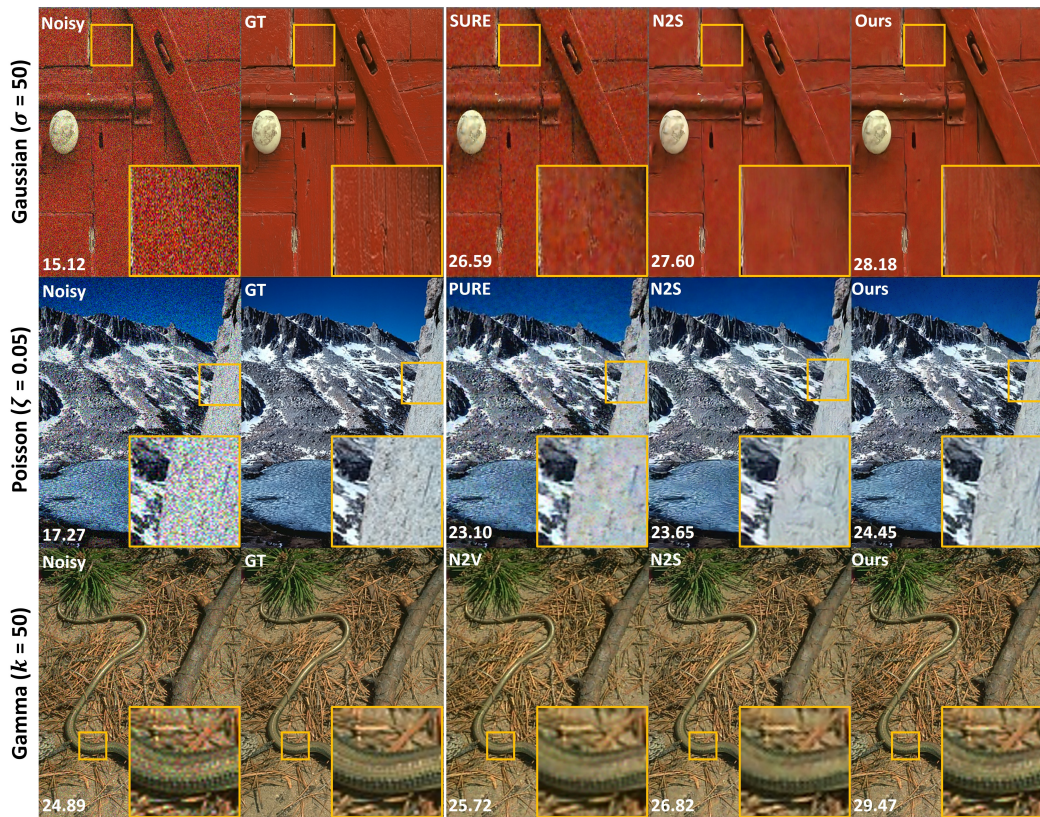 Gaussian (σ = 50)
Noisy
GT
SURE
N2S
Ours
15.12
26.59
27.60
28.18
Poisson (ζ = 0.05)
Noisy
GT
PURE
N2S
Ours
17.27
23.10
23.65
24.45
Gamma (k = 50)
Noisy
GT
N2V
N2S
Ours
24.89
25.72
26.82
29.47